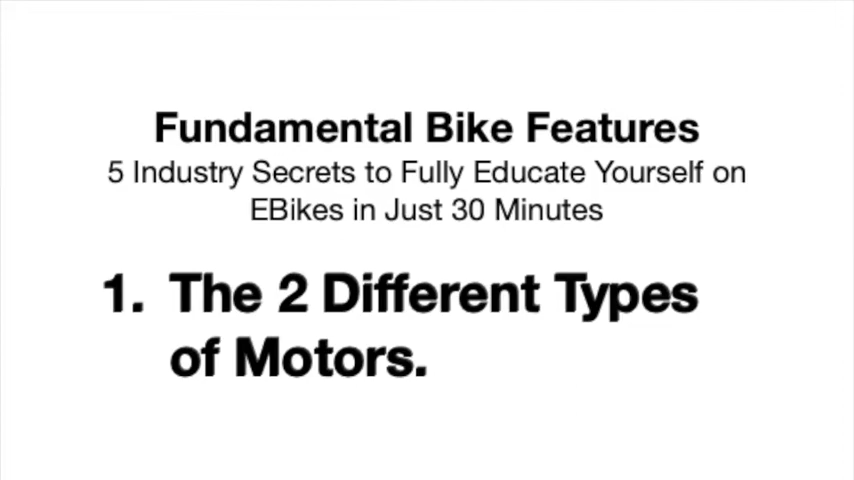 Fundamental Bike Features
5 Industry Secrets to Fully Educate Yourself on
EBikes in Just 30 Minutes
1. The 2 Different Types
of Motors.